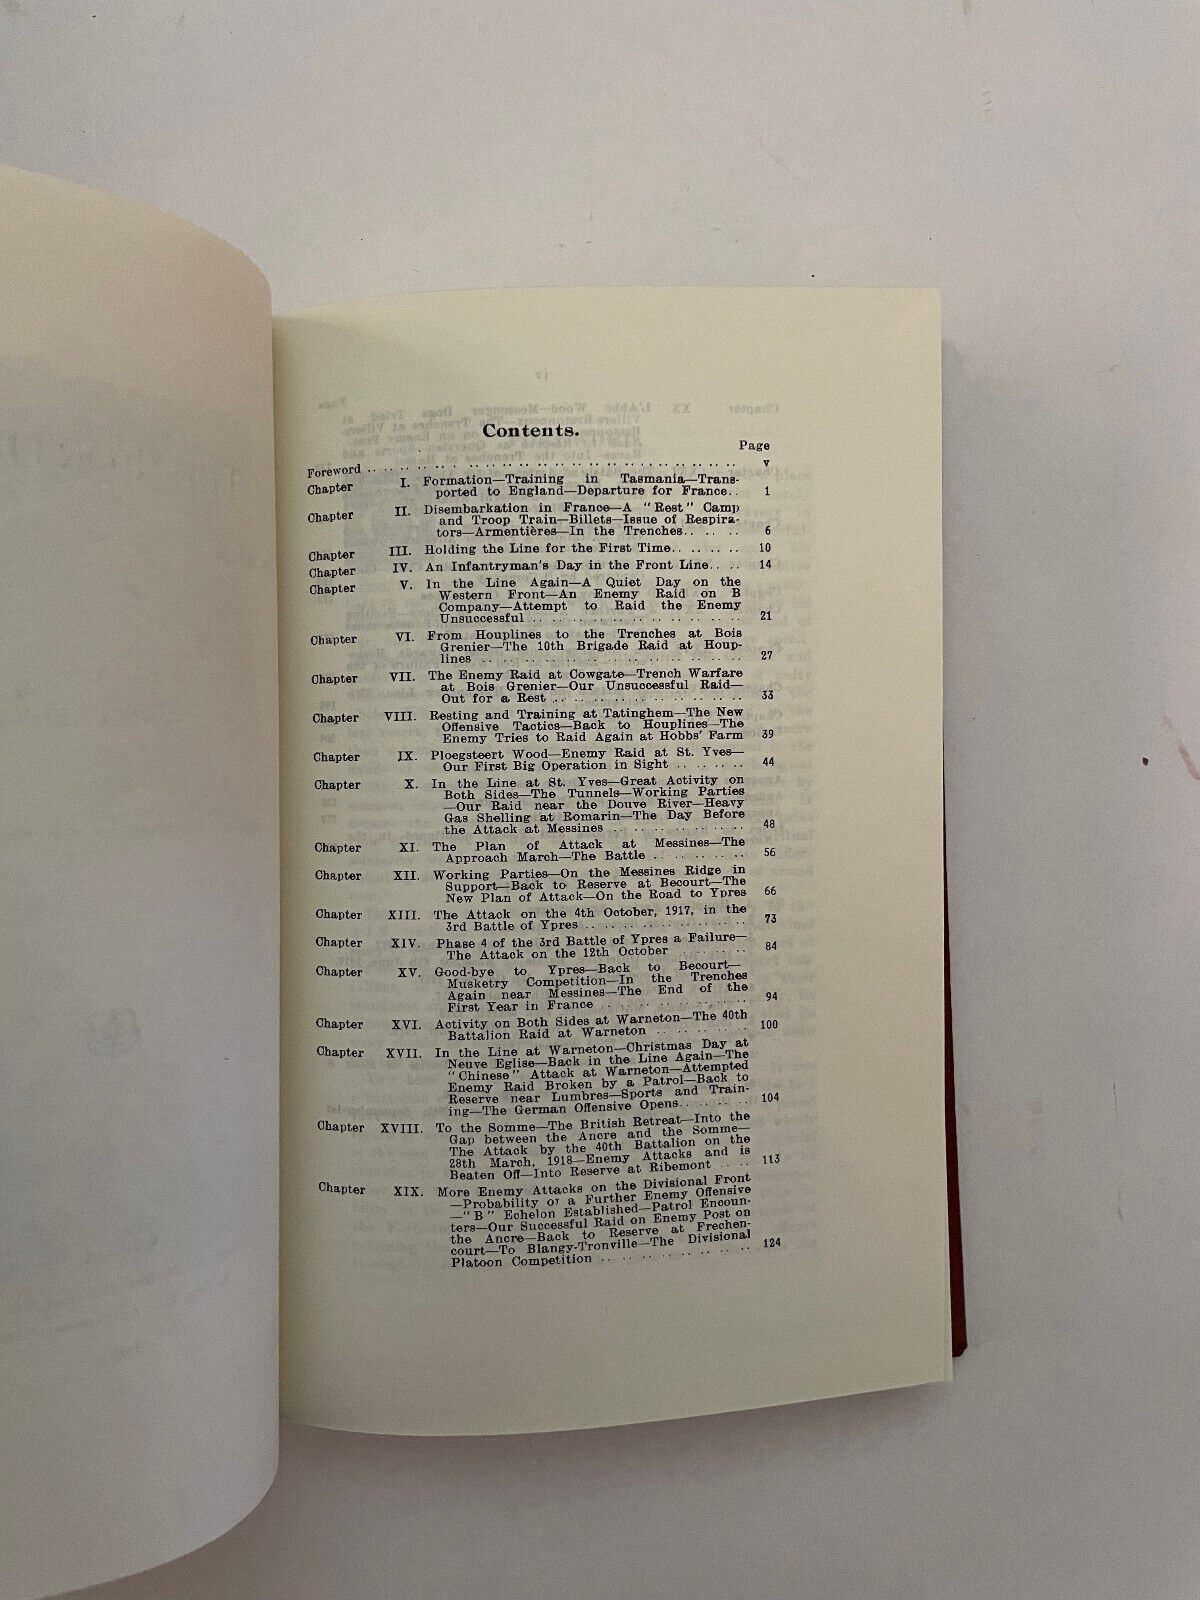 Contents.
Page
Foreword .. .. .. .. . .. .. .. .. .. .. .. .. .. .. .. .. .. .. .. v
Chapter I. Formation—Training in Tasmania—Trans-
ported to England—Departure for France.. 1
Chapter II. Disembarkation in France—A "Rest" Camp
and Troop Train—Billets—Issue of Respira-
tors—Armentières—In the Trenches.. .. .. 6
Chapter III. Holding the Line for the First Time.. .. .. .. 10
Chapter IV. An Infantryman's Day in the Front Line.. .. 14
Chapter V. In the Line Again—A Quiet Day on the
Western Front—An Enemy Raid on B
Company—Attempt to Raid the Enemy
Unsuccessful .. .. .. .. .. .. .. .. .. .. .. .. 21
Chapter VI. From Houplines to the Trenches at Bois
Grenier—The 10th Brigade Raid at Houp-
lines .. .. .. .. .. .. .. .. .. .. .. .. .. .. 27
Chapter VII. The Enemy Raid at Cowgate—Trench Warfare
at Bois Grenier—Our Unsuccessful Raid—
Out for a Rest .. .. .. .. .. .. .. .. .. .. .. 33
Chapter VIII. Resting and Training at Tatinghem—The New
Offensive Tactics—Back to Houplines—The
Enemy Tries to Raid Again at Hobbs' Farm 39
Chapter IX. Ploegsteert Wood—Enemy Raid at St. Yves—
Our First Big Operation in Sight .. .. .. .. 44
Chapter X. In the Line at St. Yves—Great Activity on
Both Sides—The Tunnels—Working Parties
—Our Raid near the Douve River—Heavy
Gas Shelling at Romarin—The Day Before
the Attack at Messines .. .. .. .. .. .. .. 48
Chapter XI. The Plan of Attack at Messines—The
Approach March—The Battle .. .. .. .. .. 56
Chapter XII. Working Parties—On the Messines Ridge in
Support—Back to Reserve at Becourt—The
New Plan of Attack—On the Road to Ypres 66
Chapter XIII. The Attack on the 4th October, 1917, in the
3rd Battle of Ypres .. .. .. .. .. .. .. .. .. 73
Chapter XIV. Phase 4 of the 3rd Battle of Ypres a Failure—
The Attack on the 12th October .. .. .. .. 84
Chapter XV. Good-bye to Ypres—Back to Becourt—
Musketry Competition—In the Trenches
Again near Messines—The End of the
First Year in France .. .. .. .. .. .. .. .. 94
Chapter XVI. Activity on Both Sides at Warneton—The 40th
Battalion Raid at Warneton .. .. .. .. .. 100
Chapter XVII. In the Line at Warneton—Christmas Day at
Neuve Eglise—Back in the Line Again—The
"Chinese" Attack at Warneton—Attempted
Enemy Raid Broken by a Patrol—Back to
Reserve near Lumbres—Sports and Train-
ing—The German Offensive Opens.. .. .. .. 104
Chapter XVIII. To the Somme—The British Retreat—Into the
Gap between the Ancre and the Somme—
The Attack by the 40th Battalion on the
28th March, 1918—Enemy Attacks and is
Beaten Off—Into Reserve at Ribemont .. .. 113
Chapter XIX. More Enemy Attacks on the Divisional Front
—Probability of a Further Enemy Offensive
—"B" Echelon Established—Patrol Encoun-
ters—Our Successful Raid on Enemy Post on
the Ancre—Back to Reserve at Frechen-
court—To Blangy-Tronville—The Divisional
Platoon Competition .. .. .. .. .. .. .. .. 124